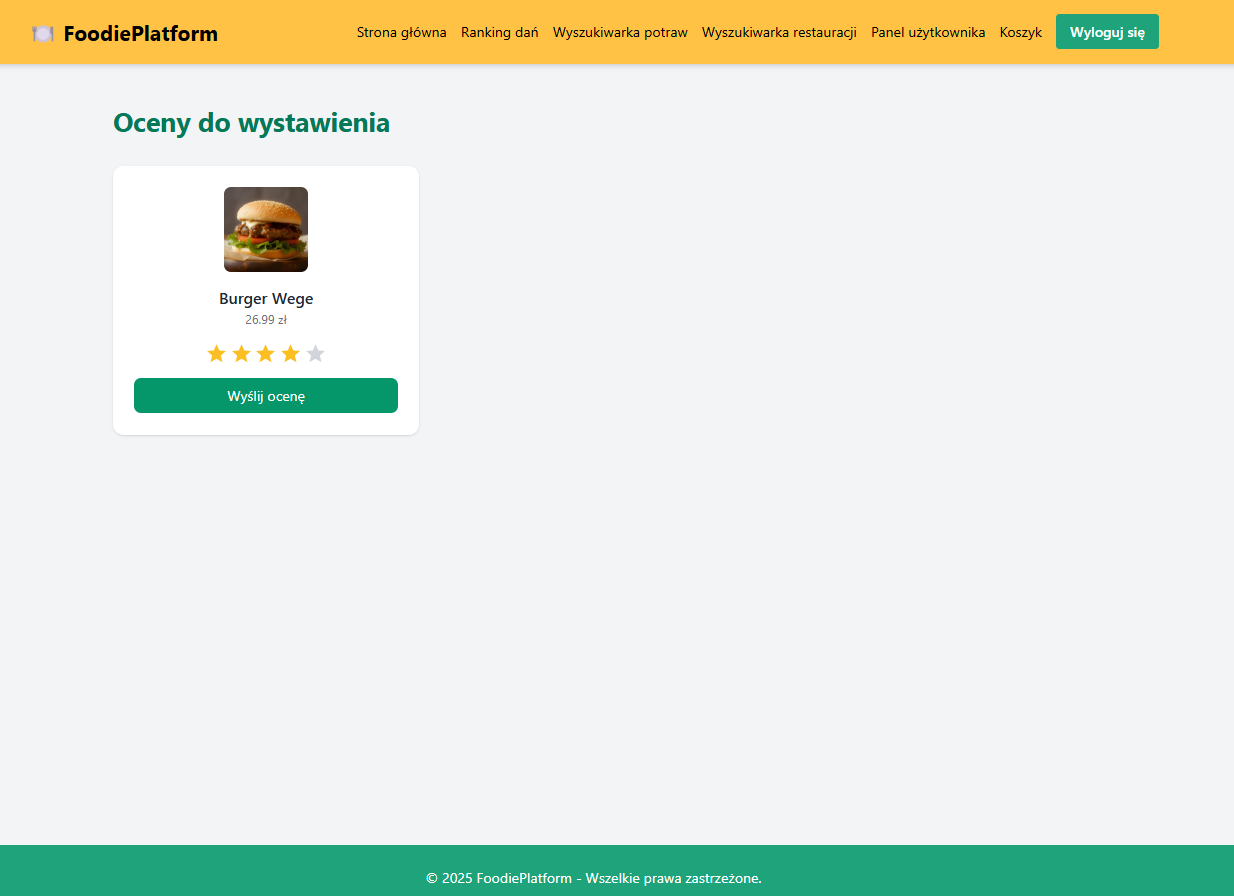 FoodiePlatform
Strona główna Ranking dań Wyszukiwarka potraw Wyszukiwarka restauracji Panel użytkownika Koszyk Wyloguj się
Oceny do wystawienia
Burger Wege
26.99 zł
Wyślij ocenę
© 2025 FoodiePlatform - Wszelkie prawa zastrzeżone.